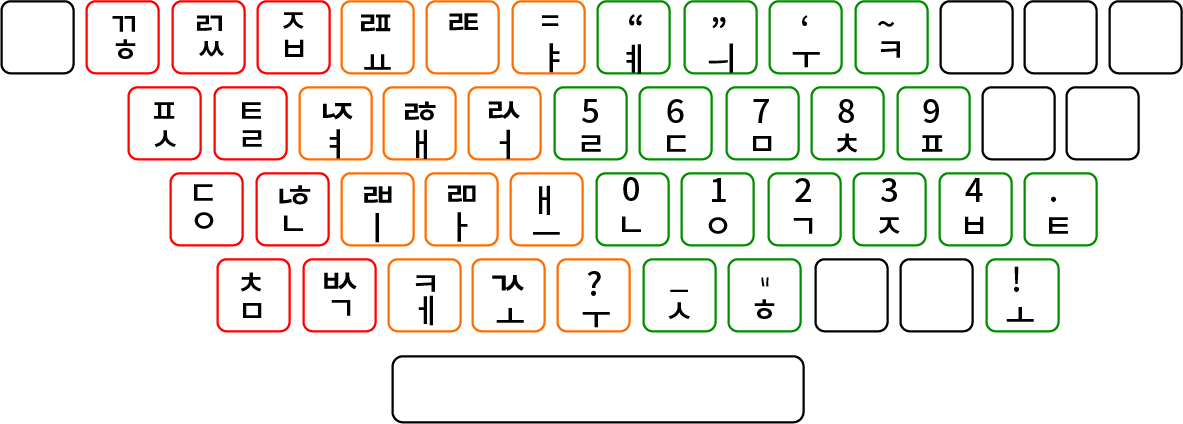 ㄲ ㄺ ㅈ ㄿ ㄾ = “ ” ‘ ~
ㅎ ㅆ ㅂ ㅛ ㅑ ㅖ ㅢ ㅜ ㅋ
ㅍ ㅌ ㄵ ㅀ ㄽ 5 6 7 8 9
ㅅ ㄹ ㅕ ㅐ ㅓ ㄹ ㄷ ㅁ ㅊ ㅍ
ㄷ ㄶ ㄼ ㄻ ㅒ 0 1 2 3 4 .
ㅇ ㄴ ㅣ ㅏ ㅡ ㄴ ㅇ ㄱ ㅈ ㅂ ㅌ
ㅊ ㅄ ㅋ ㄳ ? _ " !
ㅁ ㄱ ㅔ ㅗ ㅜ ㅅ ㅎ ㅗ